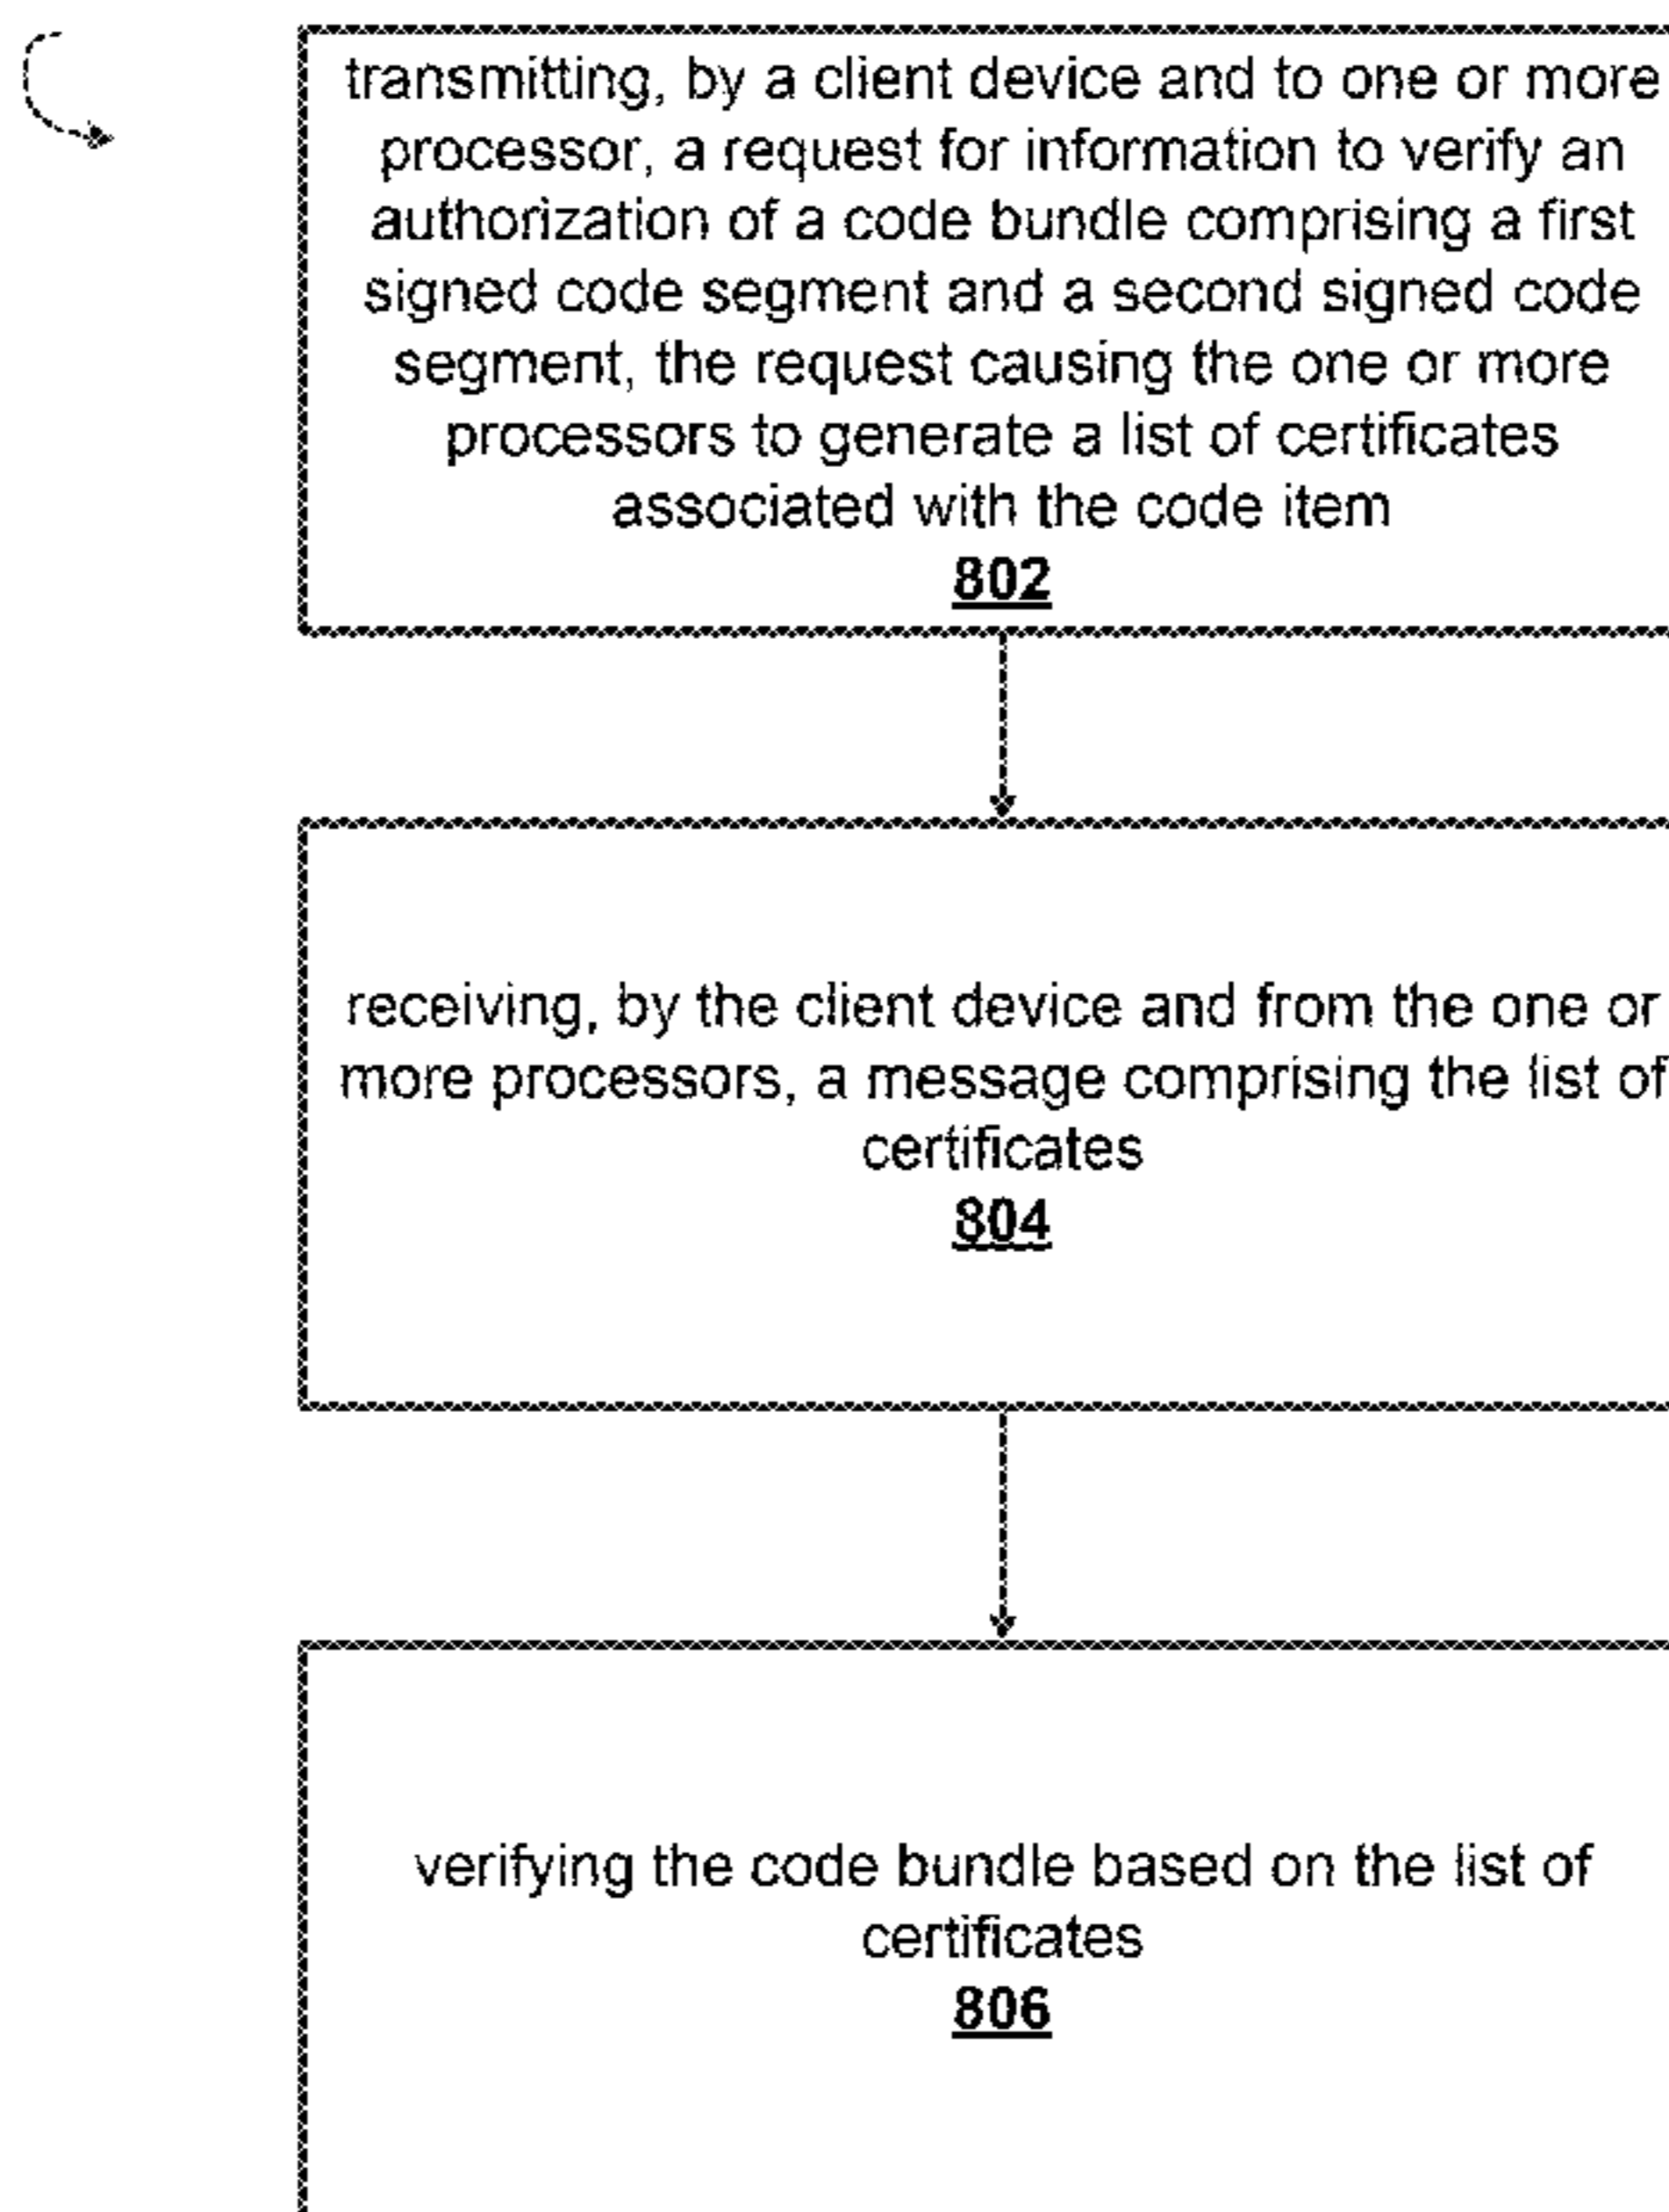 transmitting, by a client device and to one or more
processor, a request for information to verify an
authorization of a code bundle comprising a first
signed code segment and a second signed code
segment, the request causing the one or more
processors to generate a list of certificates
associated with the code item
802
receiving, by the client device and from the one or
more processors, a message comprising the list of
certificates
804
verifying the code bundle based on the list of
certificates
806